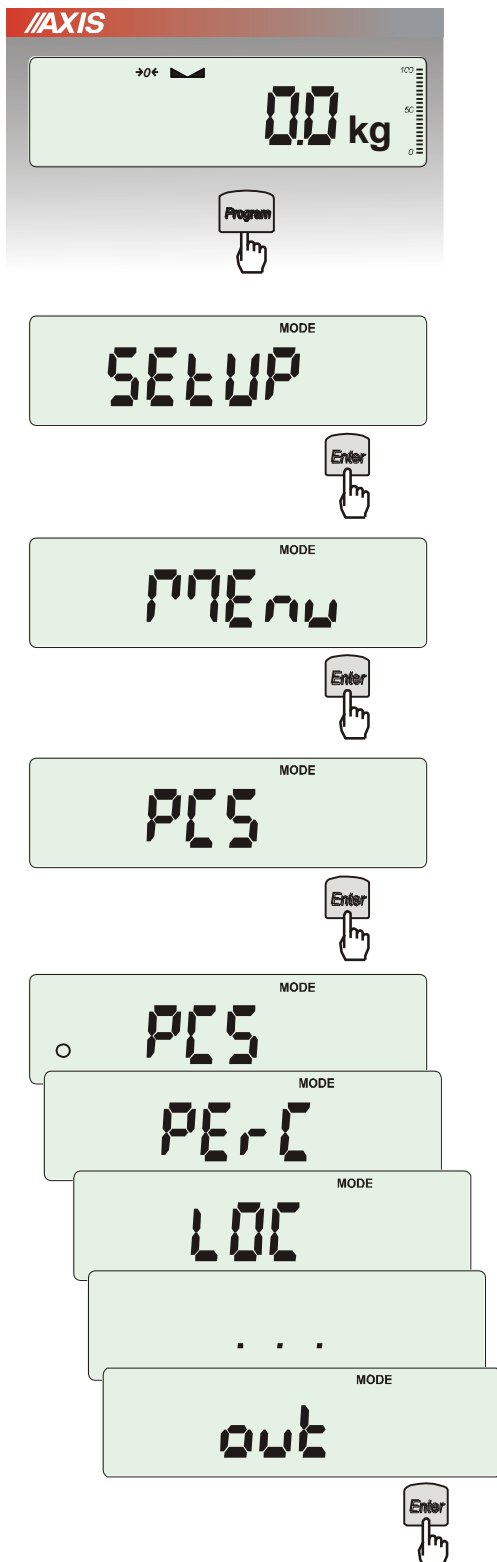 AXIS
→0←
100
0.0 kg
50
0
Program
MODE
SEtUP
Enter
MODE
MEnu
Enter
MODE
PCS
Enter
MODE
PCS
MODE
PErC
MODE
LOC
. . .
MODE
out
Enter